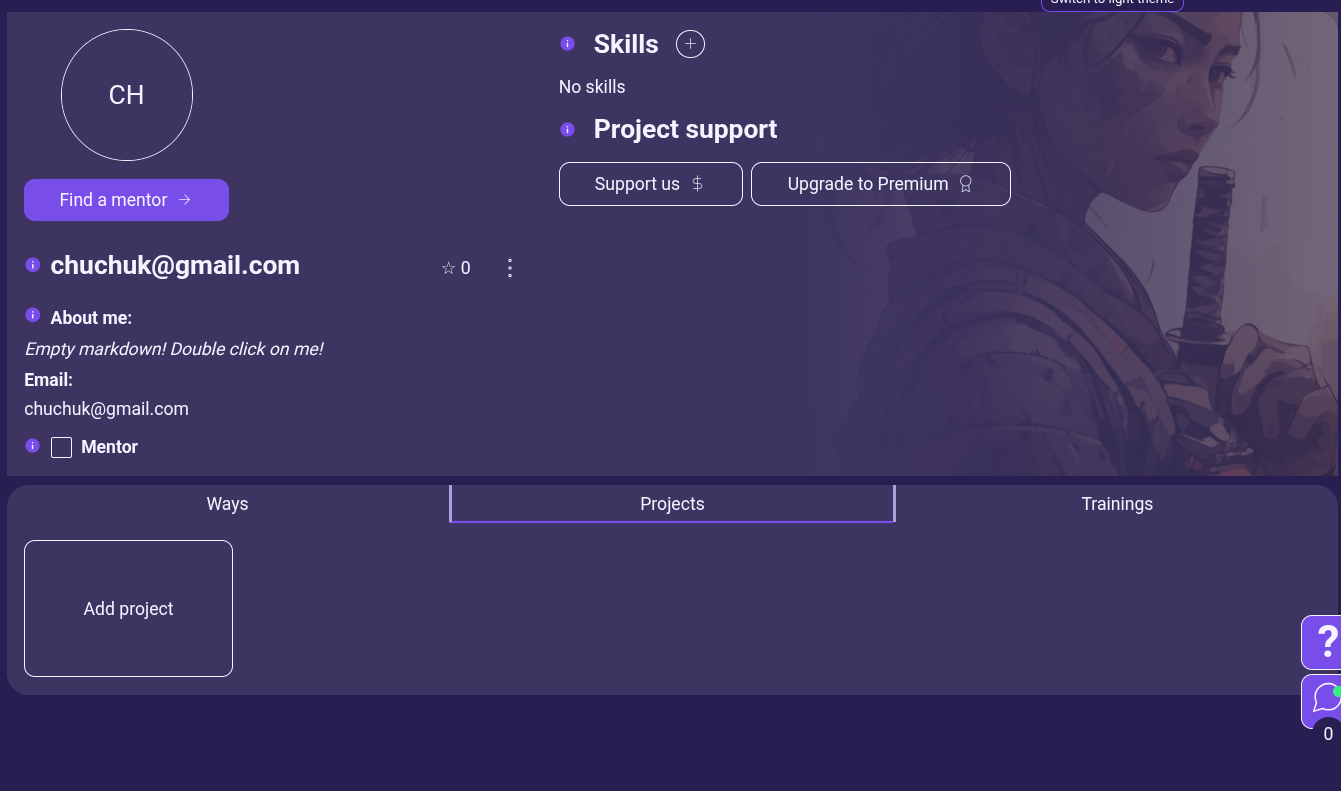 Switch to light theme
CH
Find a mentor
chuchuk@gmail.com
☆ 0
About me:
Empty markdown! Double click on me!
Email:
chuchuk@gmail.com
Mentor
Skills
No skills
Project support
Support us $
Upgrade to Premium
Ways
Projects
Trainings
Add project
?
0